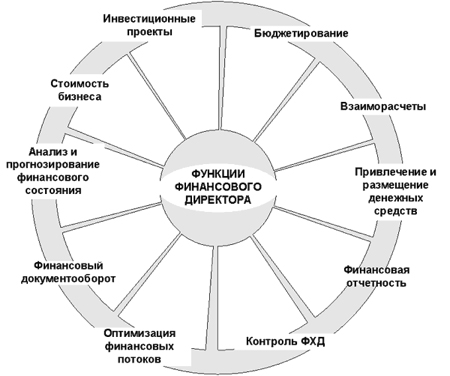 Инвестиционные
проекты
Бюджетирование
Взаиморасчеты
Привлечение и
размещение
денежных
средств
Финансовая
отчетность
Контроль ФХД
Оптимизация
финансовых
потоков
Финансовый
документооборот
Анализ и
прогнозирование
финансового
состояния
Стоимость
бизнеса
ФУНКЦИИ
ФИНАНСОВОГО
ДИРЕКТОРА